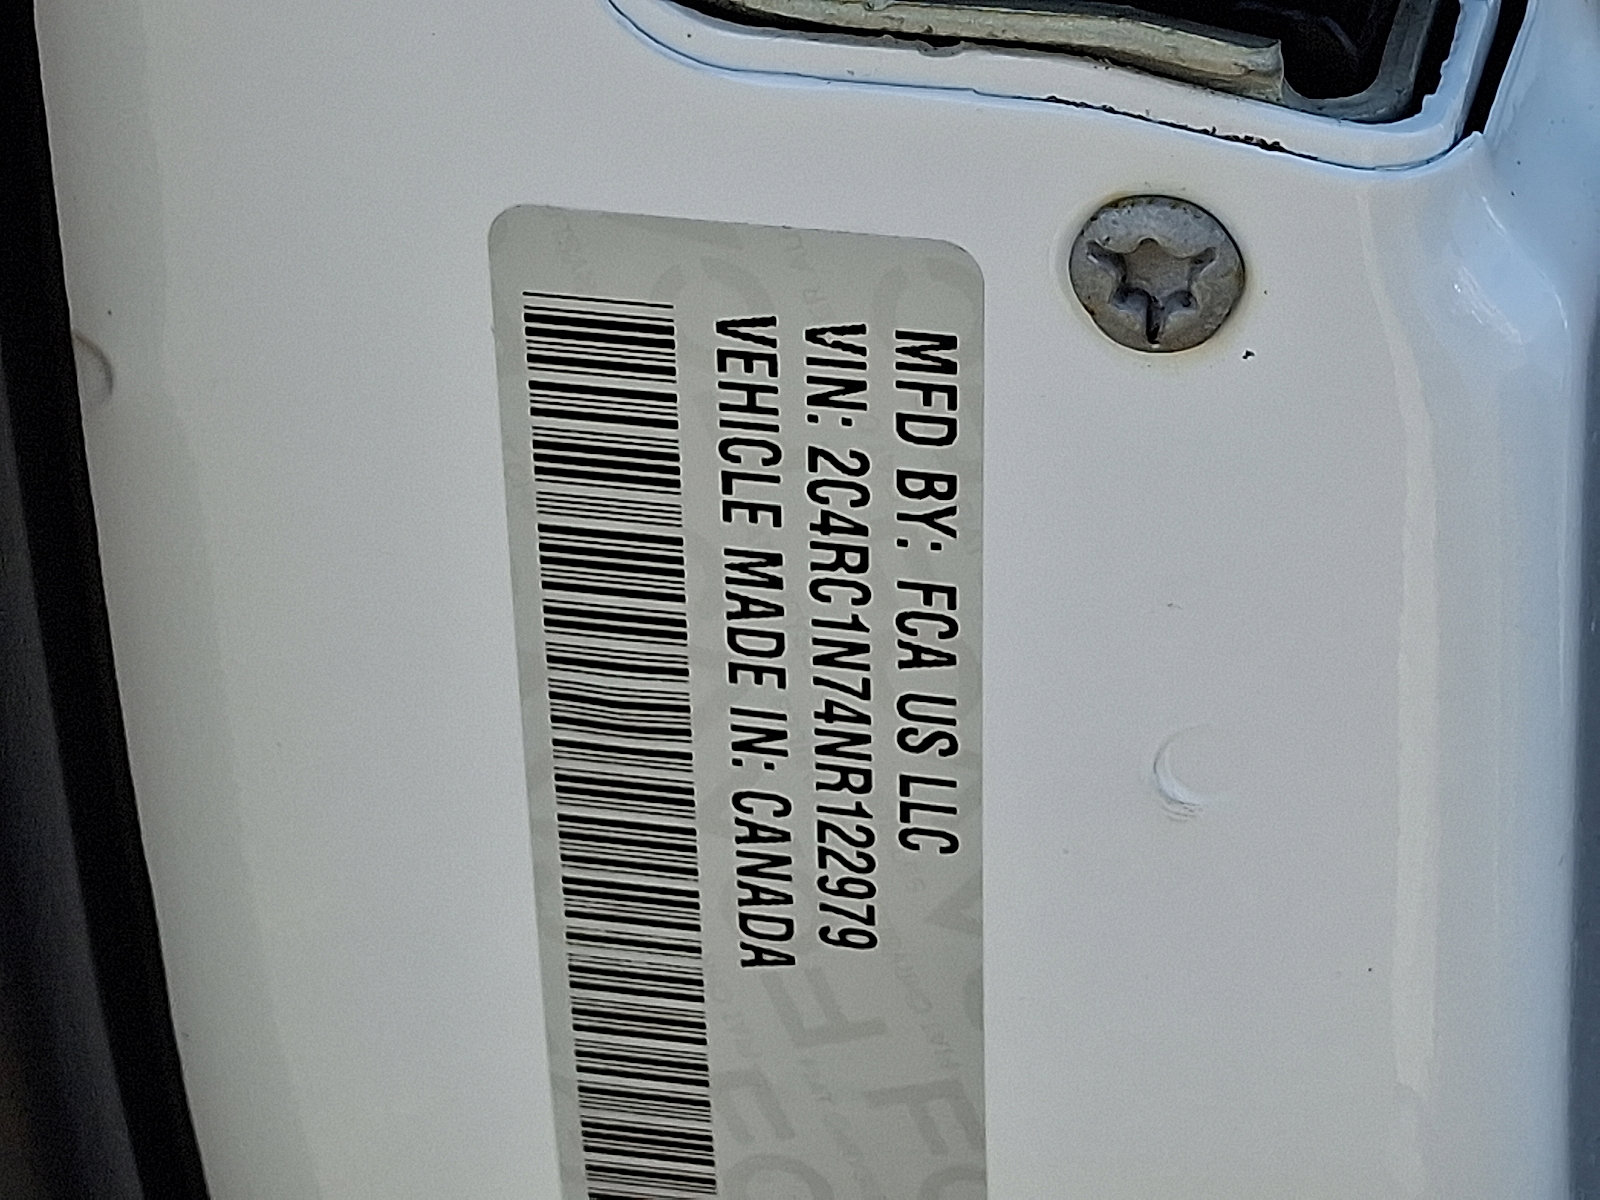 MFD BY: FCA US LLC
VIN: 2C4RC1N74NR122979
VEHICLE MADE IN: CANADA